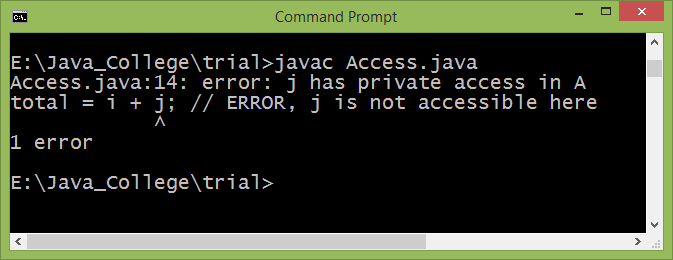 Command Prompt
E:\Java_College\trial>javac Access.java
Access.java:14: error: j has private access in A
total = i + j; // ERROR, j is not accessible here
^
1 error
E:\Java_College\trial>